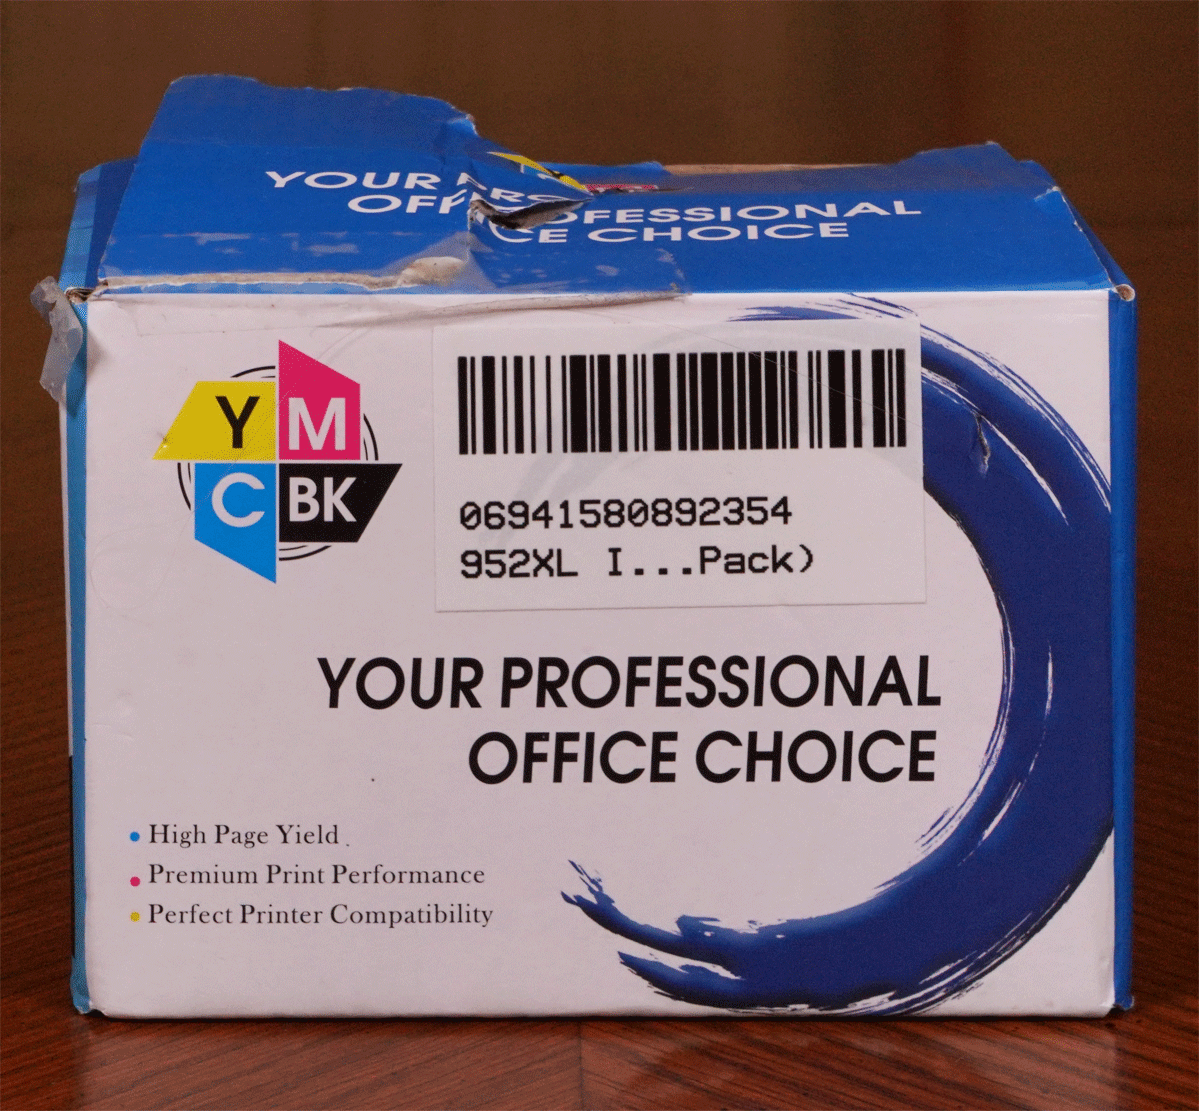 YOUR PROFESSIONAL
OFFICE CHOICE
Y M
C BK
06941580892354
952XL I...Pack)
YOUR PROFESSIONAL
OFFICE CHOICE
High Page Yield
Premium Print Performance
Perfect Printer Compatibility